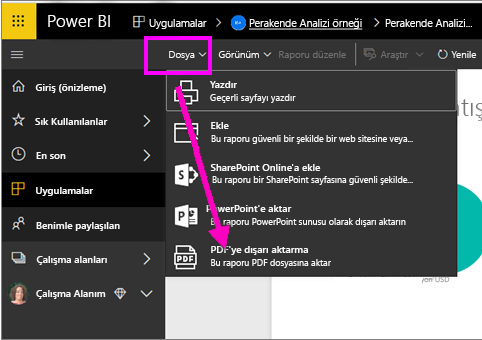 Power BI
Uygulamalar
Perakende Analizi örneği
Perakende Analizi...
Dosya
Görünüm
Raporu düzenle
Araştır
Yenile
Giriş (önizleme)
Sık Kullanılanlar
En son
Uygulamalar
Benimle paylaşılan
Çalışma alanları
Çalışma Alanım
Yazdır
Geçerli sayfayı yazdır
Ekle
Bu raporu güvenli bir şekilde bir web sitesine veya...
SharePoint Online'a ekle
Bu raporu bir SharePoint sayfasına güvenli şekilde...
PowerPoint'e aktar
Bu raporu PowerPoint sunusu olarak dışarı aktarın
PDF'ye dışarı aktarma
Bu raporu PDF dosyasına aktar
PDF
USD